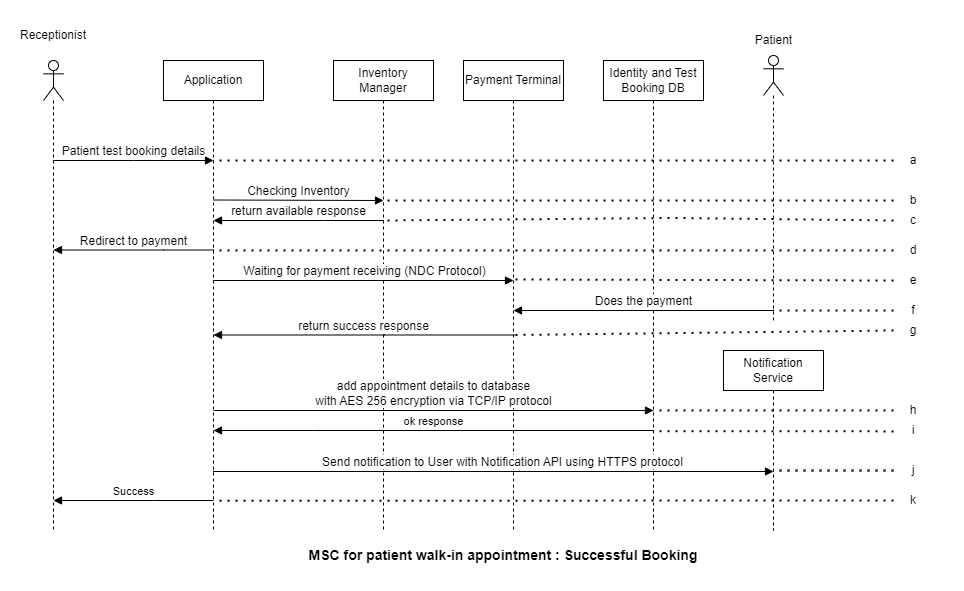 Receptionist
Patient
Application
Inventory
Manager
Payment Terminal
Identity and Test
Booking DB
Patient test booking details
a
Checking Inventory
b
return available response
c
Redirect to payment
d
Waiting for payment receiving (NDC Protocol)
e
Does the payment
f
return success response
g
Notification
Service
add appointment details to database
with AES 256 encryption via TCP/IP protocol
h
ok response
i
Send notification to User with Notification API using HTTPS protocol
j
Success
k
MSC for patient walk-in appointment : Successful Booking